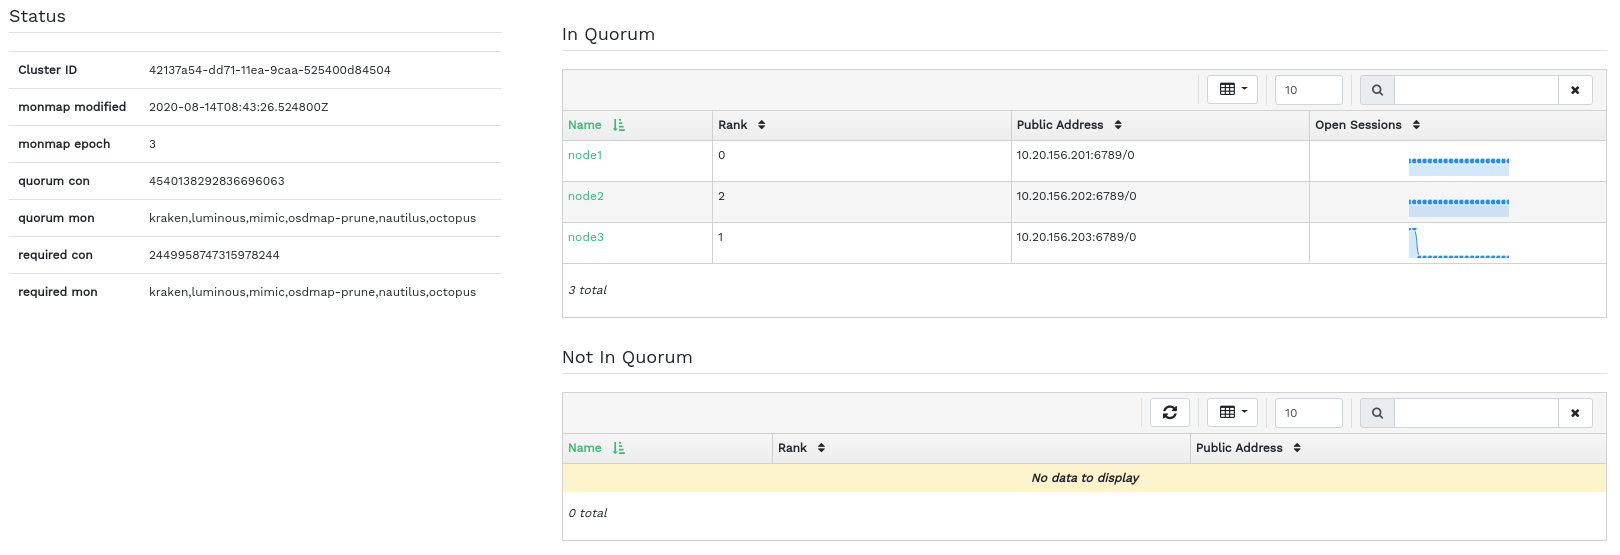 Status
Cluster ID 42137a54-dd71-11ea-9caa-525400d84504
monmap modified 2020-08-14T08:43:26.524800Z
monmap epoch 3
quorum con 4540138292836696063
quorum mon kraken,luminous,mimic,osdmap-prune,nautilus,octopus
required con 2449958747315978244
required mon kraken,luminous,mimic,osdmap-prune,nautilus,octopus
In Quorum
10
Name Rank Public Address Open Sessions
node1 0 10.20.156.201:6789/0
node2 2 10.20.156.202:6789/0
node3 1 10.20.156.203:6789/0
3 total
Not In Quorum
10
Name Rank Public Address
No data to display
0 total